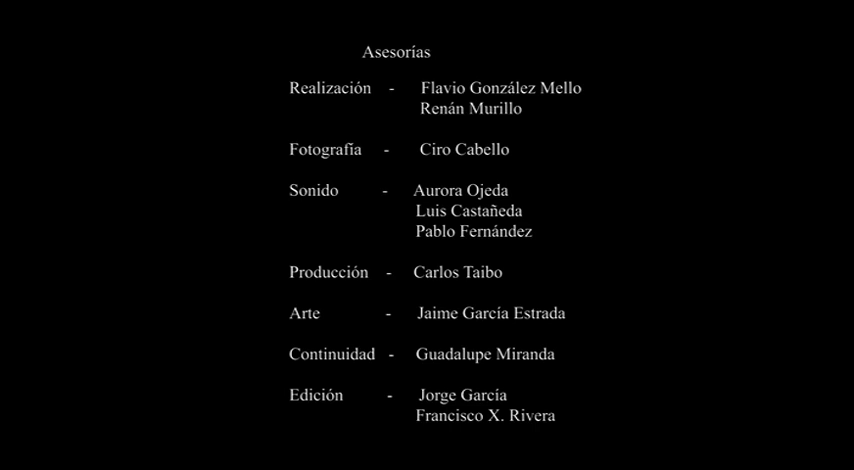 Asesorías
Realización - Flavio González Mello
Renán Murillo
Fotografía - Ciro Cabello
Sonido - Aurora Ojeda
Luis Castañeda
Pablo Fernández
Producción - Carlos Taibo
Arte - Jaime García Estrada
Continuidad - Guadalupe Miranda
Edición - Jorge García
Francisco X. Rivera